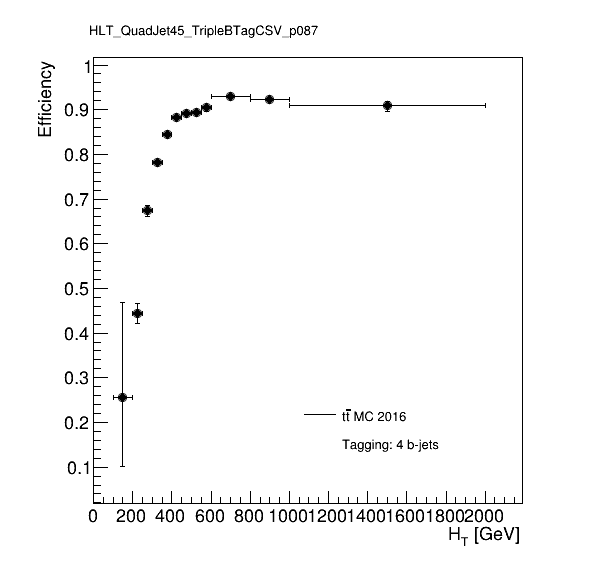 HLT_QuadJet45_TripleBTagCSV_p087
Efficiency
1
0.9
0.8
0.7
0.6
0.5
0.4
0.3
0.2
0.1
tt̅ MC 2016
Tagging: 4 b-jets
0 200 400 600 800 1000 1200 1400 1600 1800 2000
H_T [GeV]